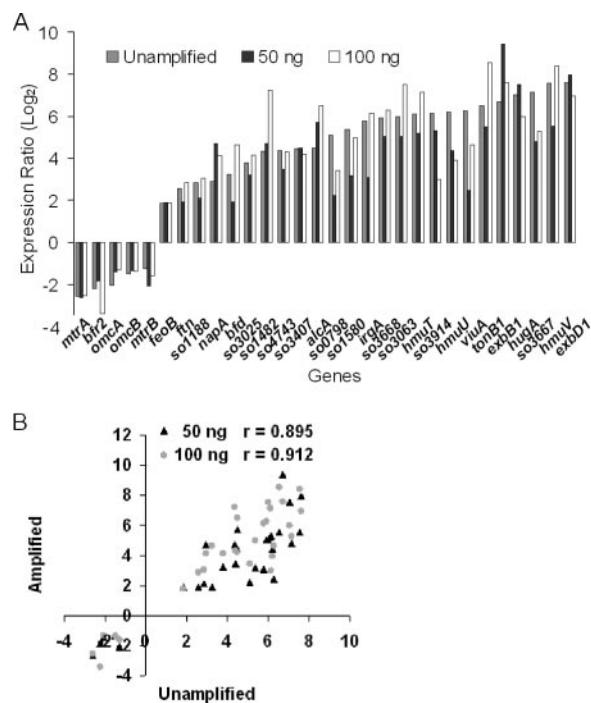 A
Unamplified 50 ng 100 ng
Expression Ratio (Log2)
10
8
6
4
2
0
-2
-4
mtrA bfr2 omcA omcB mtrB feoB ftn so1188 napA bfd so3025 so1482 so4743 so3407 alcA so0798 so1580 irgA so3668 so3063 hmuT so3914 hmuU viuA tonB1 exbB1 hugA so3667 hmuV exbD1
Genes
B
50 ng r = 0.895
100 ng r = 0.912
Amplified
12
10
8
6
4
2
0
-2
-4
-4 -2 0 2 4 6 8 10
Unamplified